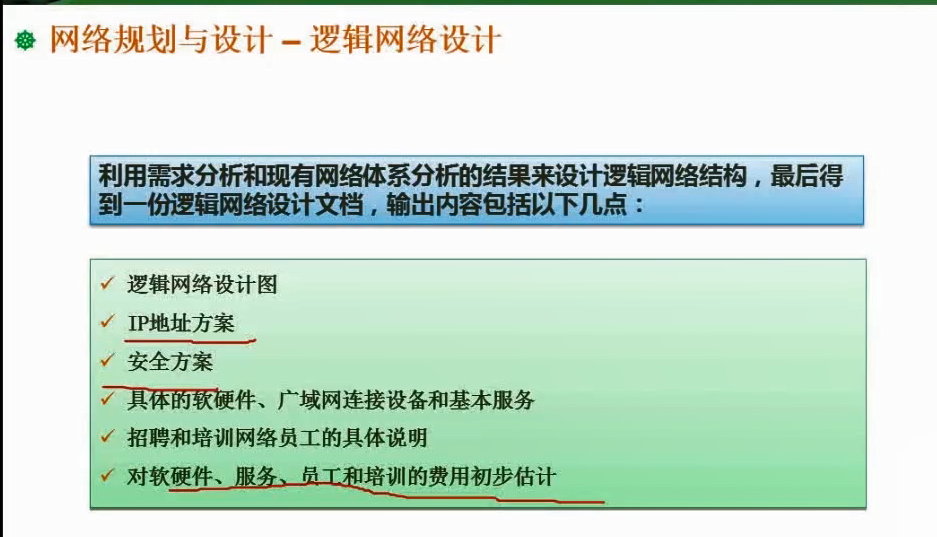 网络规划与设计 – 逻辑网络设计
利用需求分析和现有网络体系分析的结果来设计逻辑网络结构，最后得
到一份逻辑网络设计文档，输出内容包括以下几点：
逻辑网络设计图
IP地址方案
安全方案
具体的软硬件、广域网连接设备和基本服务
招聘和培训网络员工的具体说明
对软硬件、服务、员工和培训的费用初步估计